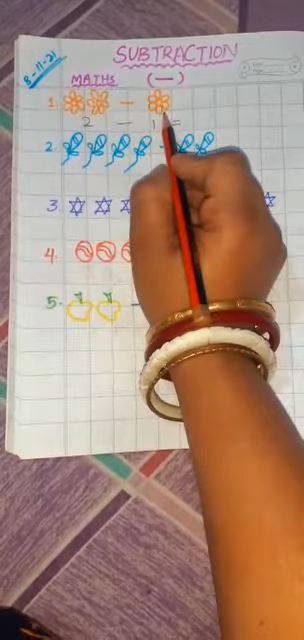 SUBTRACTION
8-11-21
MATHS (—)
1. —
2 — 1 =
2. -
3.
4.
5. —